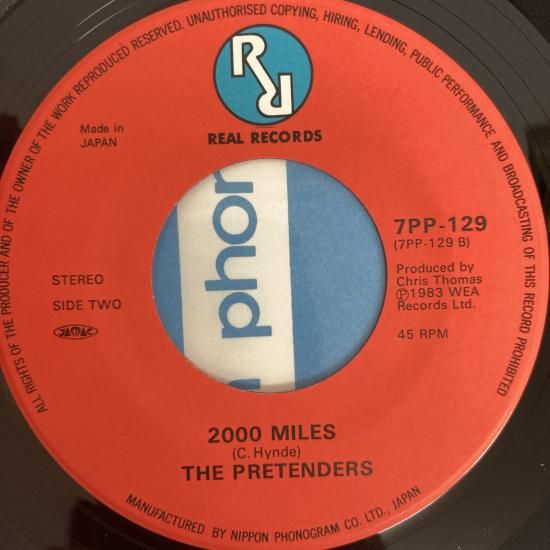 ALL RIGHTS OF THE PRODUCER AND OF THE OWNER OF THE WORK REPRODUCED RESERVED. UNAUTHORISED COPYING, HIRING, LENDING, PUBLIC PERFORMANCE AND BROADCASTING OF THIS RECORD PROHIBITED
RR
REAL RECORDS
Made in
JAPAN
7PP-129
(7PP-129 B)
STEREO
SIDE TWO
JASRAC
Produced by
Chris Thomas
Ⓟ1983 WEA
Records Ltd.
45 RPM
phon
2000 MILES
(C. Hynde)
THE PRETENDERS
MANUFACTURED BY NIPPON PHONOGRAM CO. LTD., JAPAN